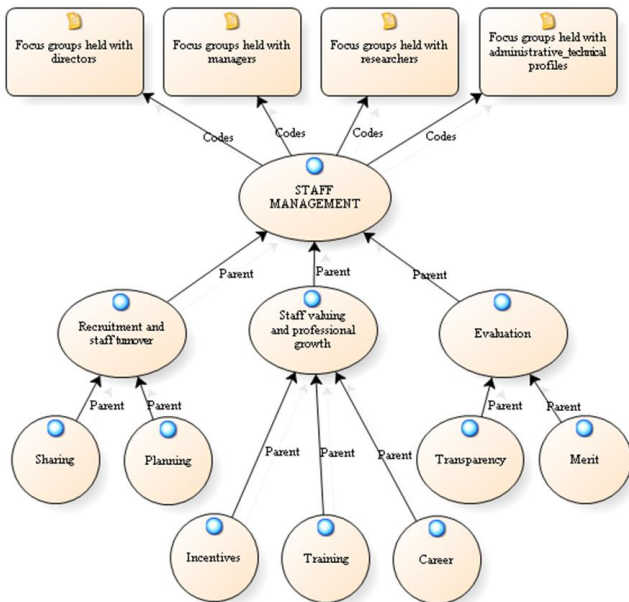 Focus groups held with
directors
Focus groups held with
managers
Focus groups held with
researchers
Focus groups held with
administrative_technical
profiles
Codes
Codes
Codes
Codes
STAFF
MANAGEMENT
Parent
Parent
Parent
Recruitment and
staff turnover
Staff valuing
and professional
growth
Evaluation
Parent
Parent
Parent
Parent
Sharing
Planning
Parent
Parent
Parent
Transparency
Merit
Incentives
Training
Career